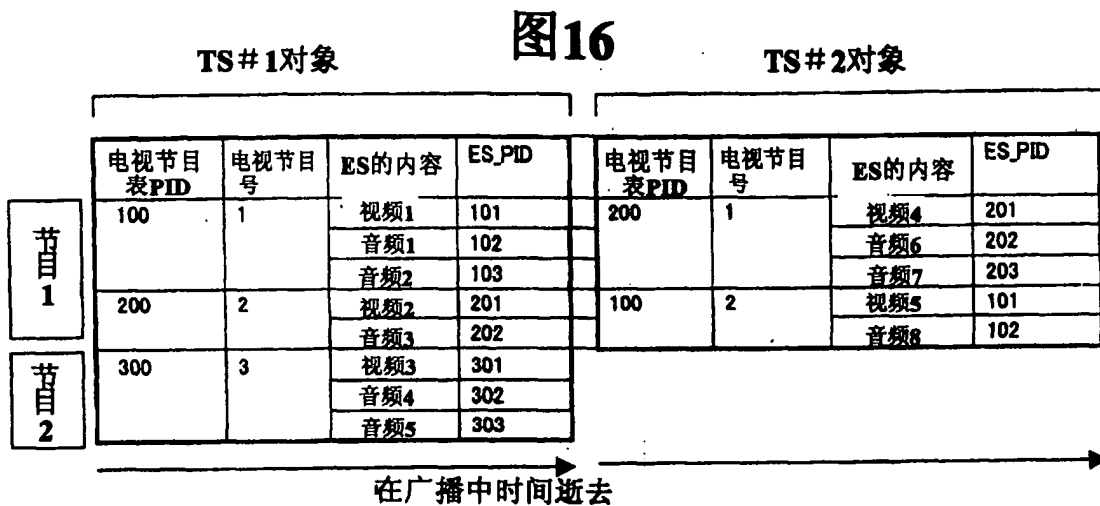 图16
TS#1对象
TS#2对象
电视节目表PID 电视节目号 ES的内容 ES_PID 电视节目表PID 电视节目号 ES的内容 ES_PID
节目1
100 1 视频1 101 200 1 视频4 201
音频1 102 音频6 202
音频2 103 音频7 203
200 2 视频2 201 100 2 视频5 101
音频3 202 音频8 102
节目2
300 3 视频3 301
音频4 302
音频5 303
在广播中时间逝去